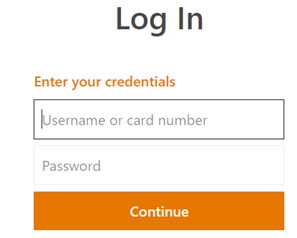 Log In
Enter your credentials
Username or card number
Password
Continue